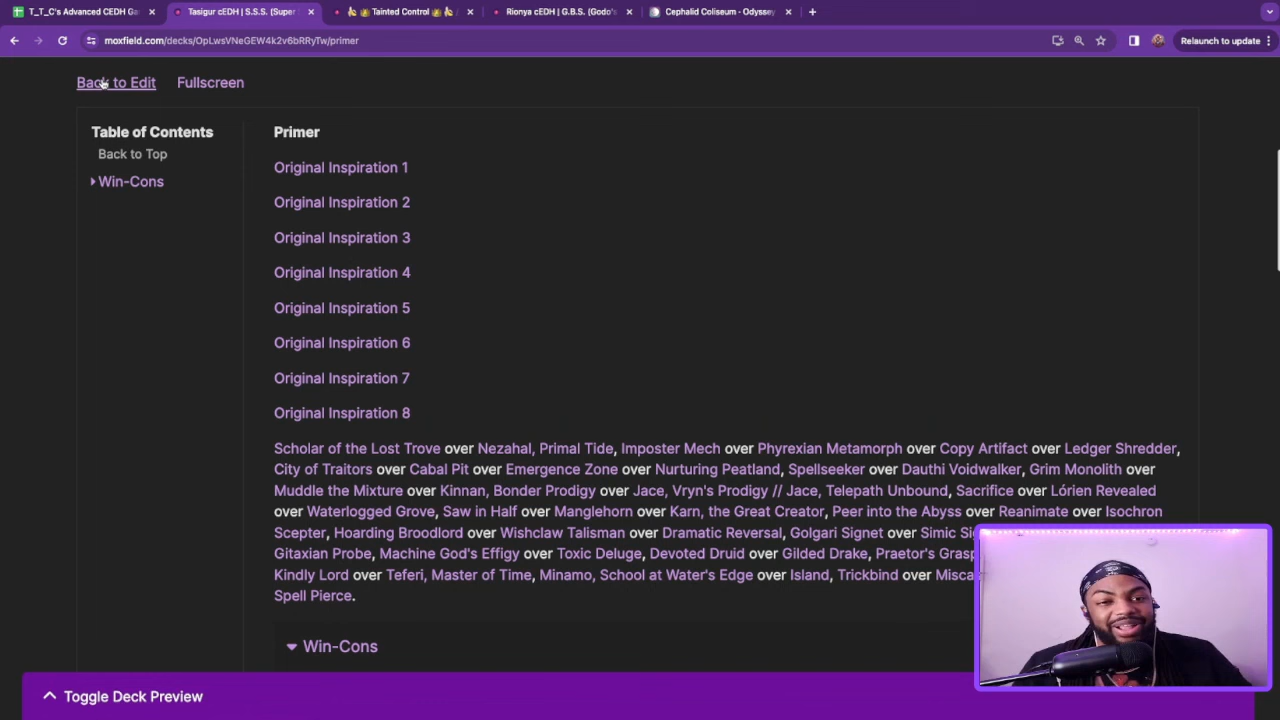 T_T_C's Advanced CEDH Ga
Tasigur cEDH | S.S.S. (Super
Tainted Control
Rionya cEDH | G.B.S. (Godo's
Cephalid Coliseum - Odyssey
moxfield.com/decks/OpLwsVNeGEW4k2v6bRRyTw/primer
Relaunch to update
Back to Edit
Fullscreen
Table of Contents
Back to Top
Win-Cons
Primer
Original Inspiration 1
Original Inspiration 2
Original Inspiration 3
Original Inspiration 4
Original Inspiration 5
Original Inspiration 6
Original Inspiration 7
Original Inspiration 8
Scholar of the Lost Trove over Nezahal, Primal Tide, Imposter Mech over Phyrexian Metamorph over Copy Artifact over Ledger Shredder,
City of Traitors over Cabal Pit over Emergence Zone over Nurturing Peatland, Spellseeker over Dauthi Voidwalker, Grim Monolith over
Muddle the Mixture over Kinnan, Bonder Prodigy over Jace, Vryn's Prodigy // Jace, Telepath Unbound, Sacrifice over Lórien Revealed
over Waterlogged Grove, Saw in Half over Manglehorn over Karn, the Great Creator, Peer into the Abyss over Reanimate over Isochron
Scepter, Hoarding Broodlord over Wishclaw Talisman over Dramatic Reversal, Golgari Signet over Simic Si
Gitaxian Probe, Machine God's Effigy over Toxic Deluge, Devoted Druid over Gilded Drake, Praetor's Grasp
Kindly Lord over Teferi, Master of Time, Minamo, School at Water's Edge over Island, Trickbind over Misca
Spell Pierce.
Win-Cons
Toggle Deck Preview